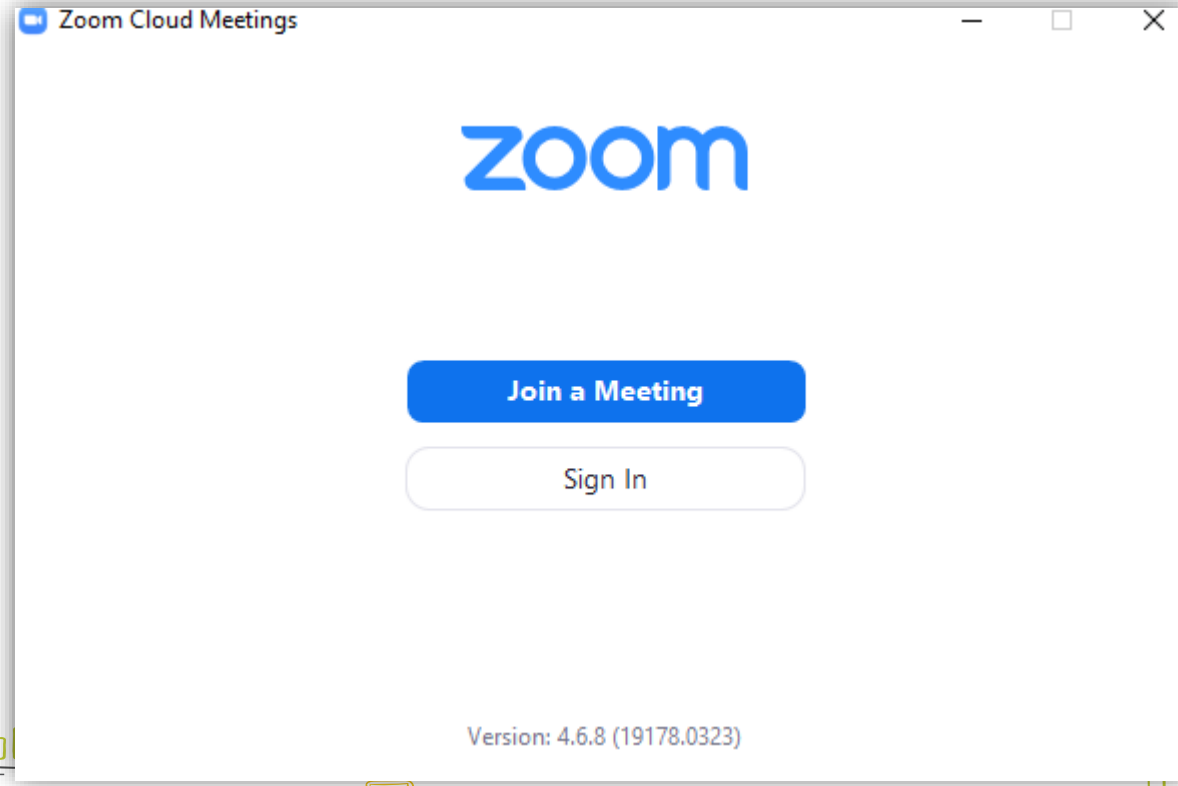 Zoom Cloud Meetings
zoom
Join a Meeting
Sign In
Version: 4.6.8 (19178.0323)